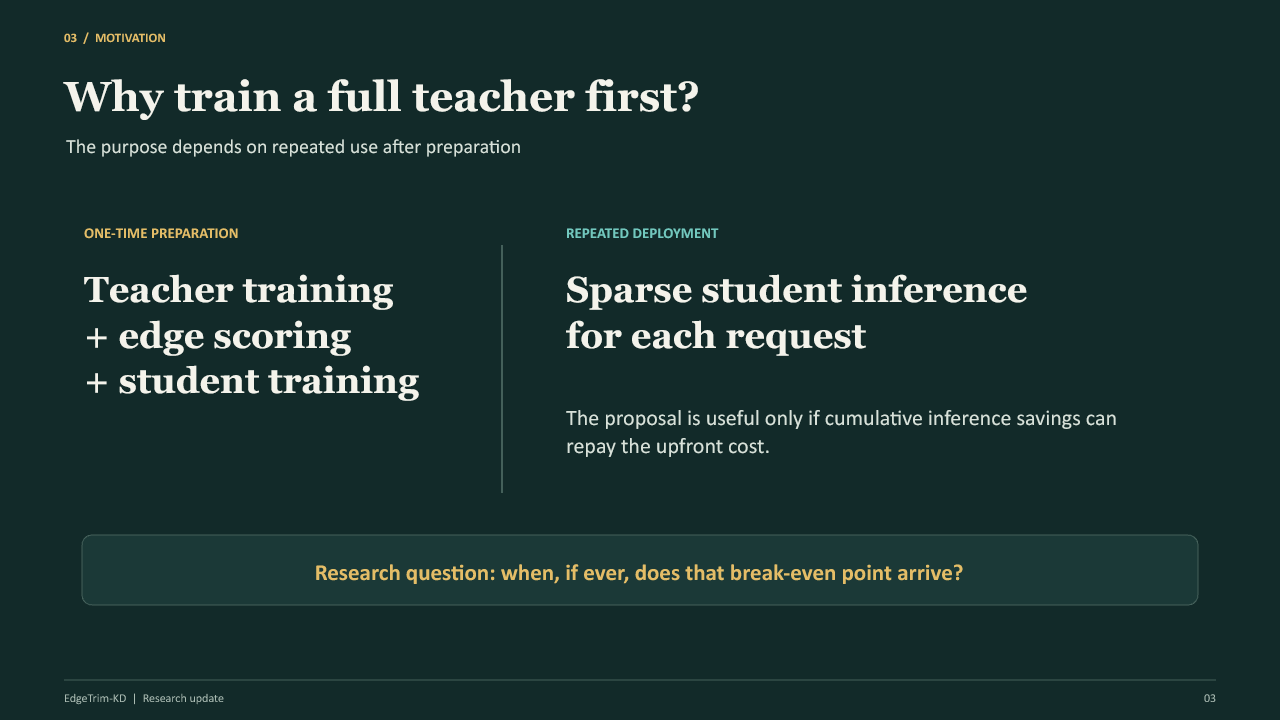 03 / MOTIVATION
Why train a full teacher first?
The purpose depends on repeated use after preparation
ONE-TIME PREPARATION
Teacher training
+ edge scoring
+ student training
REPEATED DEPLOYMENT
Sparse student inference
for each request
The proposal is useful only if cumulative inference savings can
repay the upfront cost.
Research question: when, if ever, does that break-even point arrive?
EdgeTrim-KD | Research update
03